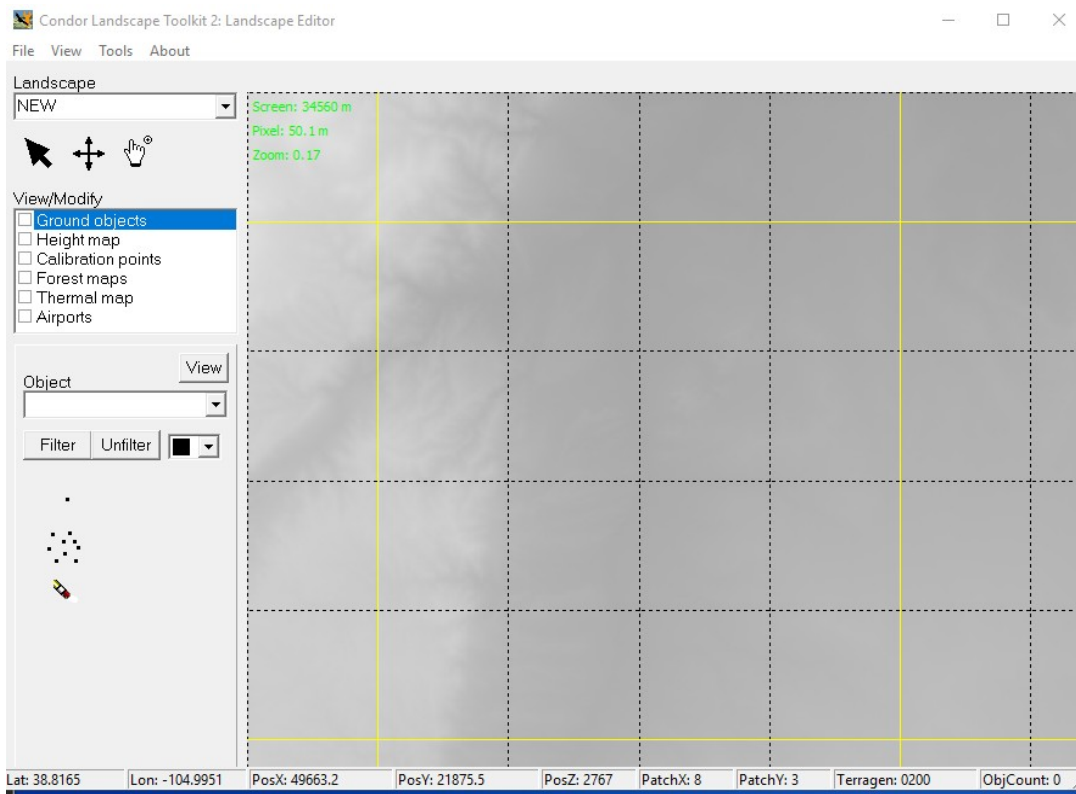 Condor Landscape Toolkit 2: Landscape Editor
File View Tools About
Landscape
NEW
Screen: 34560 m
Pixel: 50.1 m
Zoom: 0.17
View/Modify
Ground objects
Height map
Calibration points
Forest maps
Thermal map
Airports
View
Object
Filter Unfilter
Lat: 38.8165 Lon: -104.9951 PosX: 49663.2 PosY: 21875.5 PosZ: 2767 PatchX: 8 PatchY: 3 Terragen: 0200 ObjCount: 0